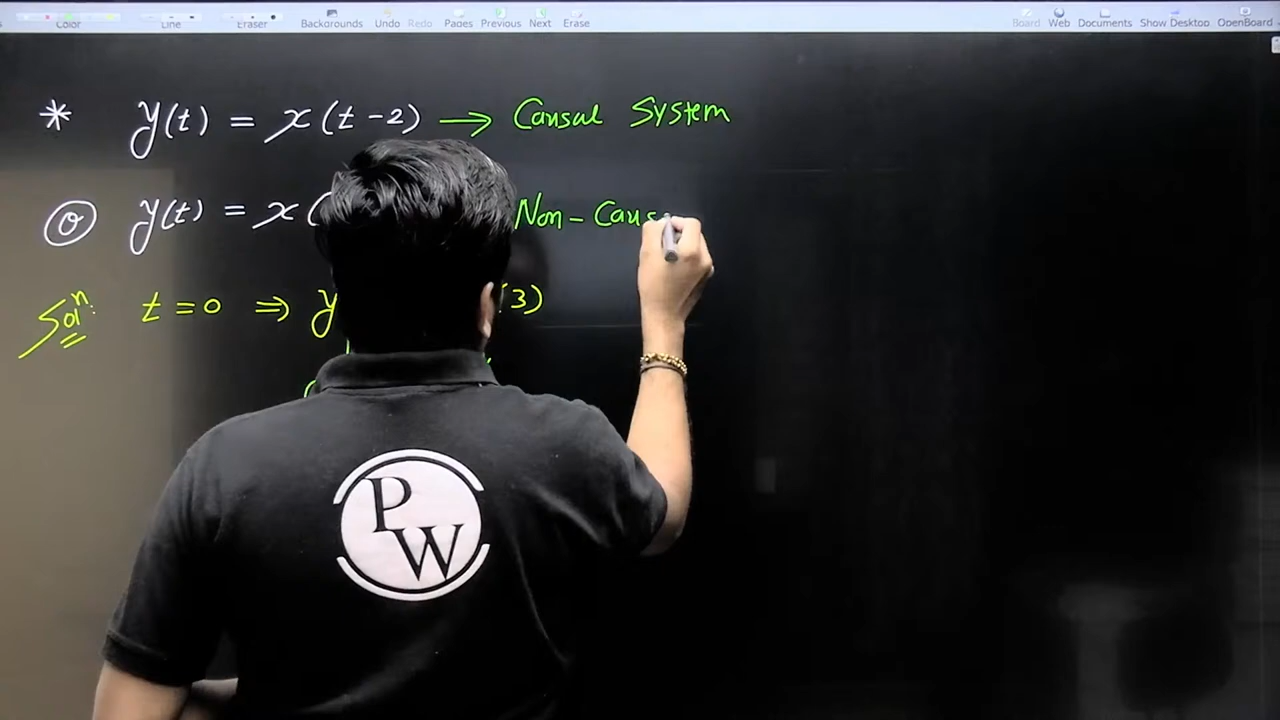 Color Line Eraser Backgrounds Undo Redo Pages Previous Next Erase Board Web Documents Show Desktop OpenBoard
* y(t) = x(t-2) → Causal System
y(t) = x( Non-Caus
Solⁿ: t = 0 ⇒ y (3)
P
W